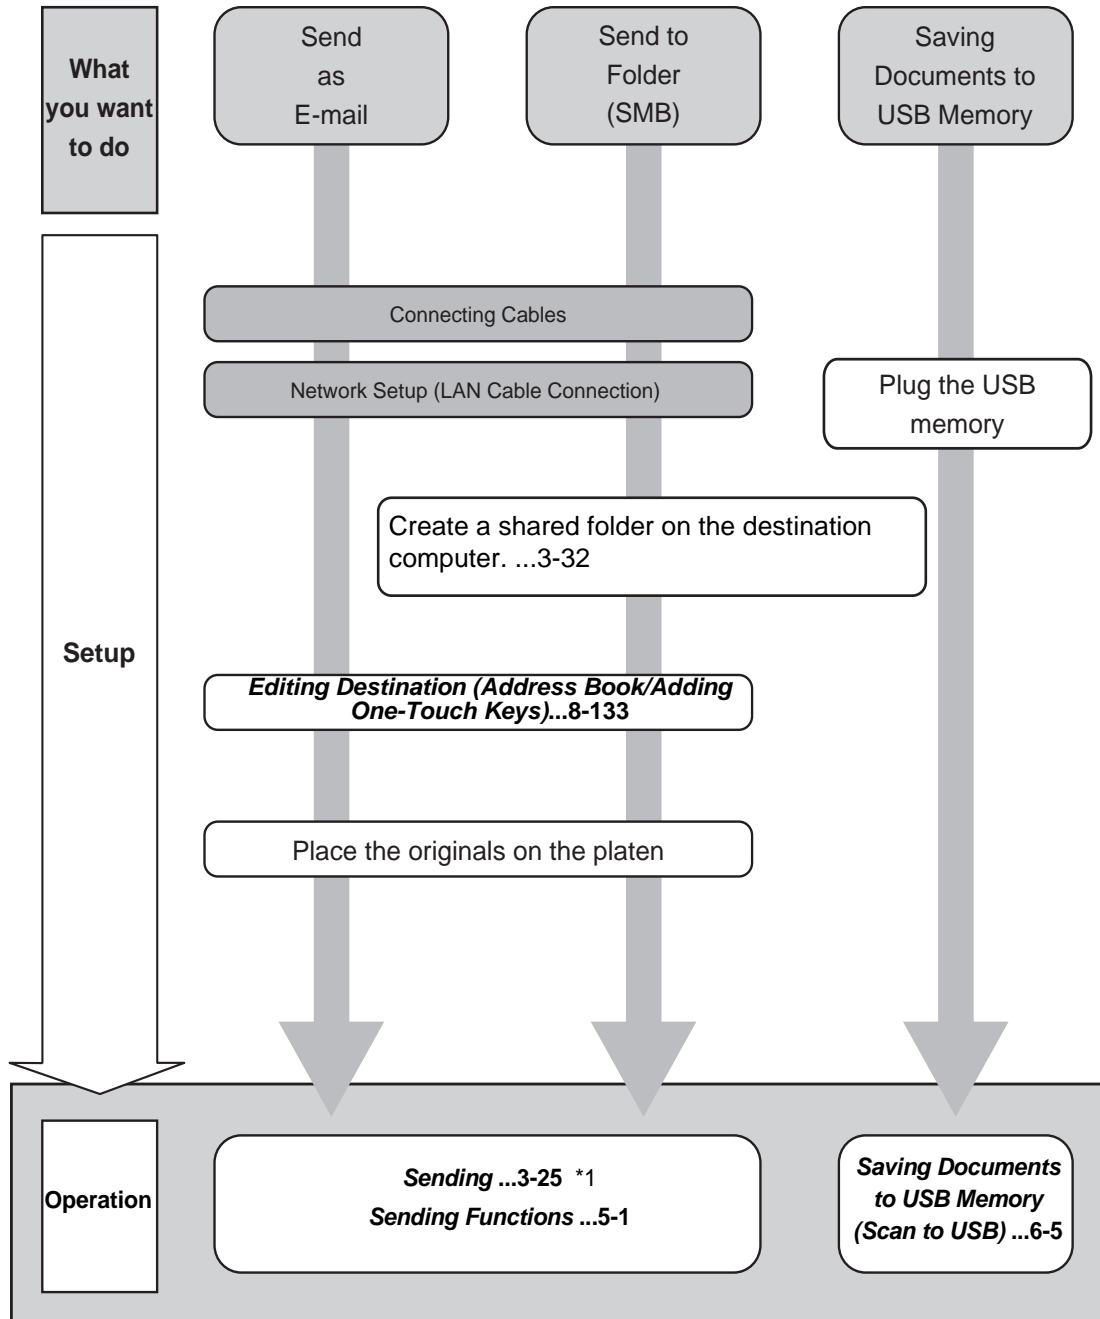 What
you want
to do
Send
as
E-mail
Send to
Folder
(SMB)
Saving
Documents to
USB Memory
Setup
Connecting Cables
Network Setup (LAN Cable Connection)
Plug the USB
memory
Create a shared folder on the destination
computer. ...3-32
Editing Destination (Address Book/Adding
One-Touch Keys)...8-133
Place the originals on the platen
Operation
Sending ...3-25 *1
Sending Functions ...5-1
Saving Documents
to USB Memory
(Scan to USB) ...6-5